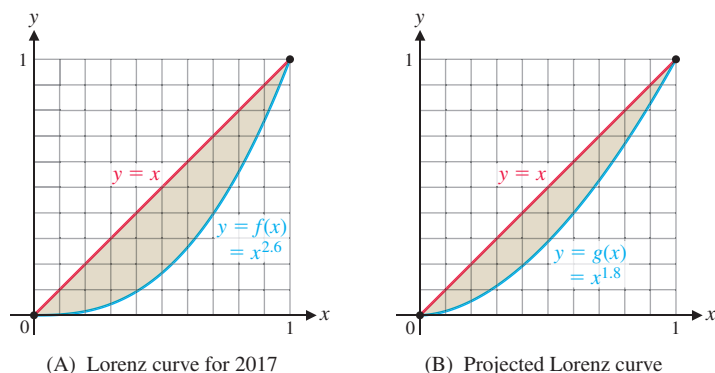 y
1
y = x
y = f(x)
= x^2.6
0
1
x
(A) Lorenz curve for 2017
y
1
y = x
y = g(x)
= x^1.8
0
1
x
(B) Projected Lorenz curve